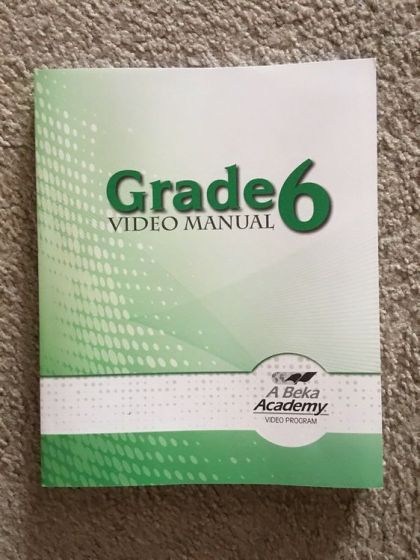 Grade 6
VIDEO MANUAL
A Beka
Academy
VIDEO PROGRAM